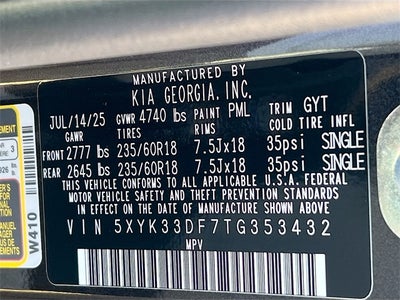 MANUFACTURED BY
KIA GEORGIA, INC.
JUL/14/25 GVWR 4740 lbs PAINT PML TRIM GYT
GAWR TIRES RIMS COLD TIRE INFL
FRONT 2777 lbs 235/60R18 7.5Jx18 35psi SINGLE
REAR 2645 lbs 235/60R18 7.5Jx18 35psi SINGLE
THIS VEHICLE CONFORMS TO ALL APPLICABLE U.S.A. FEDERAL
MOTOR VEHICLE SAFETY AND THEFT PREVENTION STANDARDS
IN EFFECT ON THE DATE OF MANUFACTURE SHOWN ABOVE.
VIN 5XYK33DF7TG353432
MPV
W410